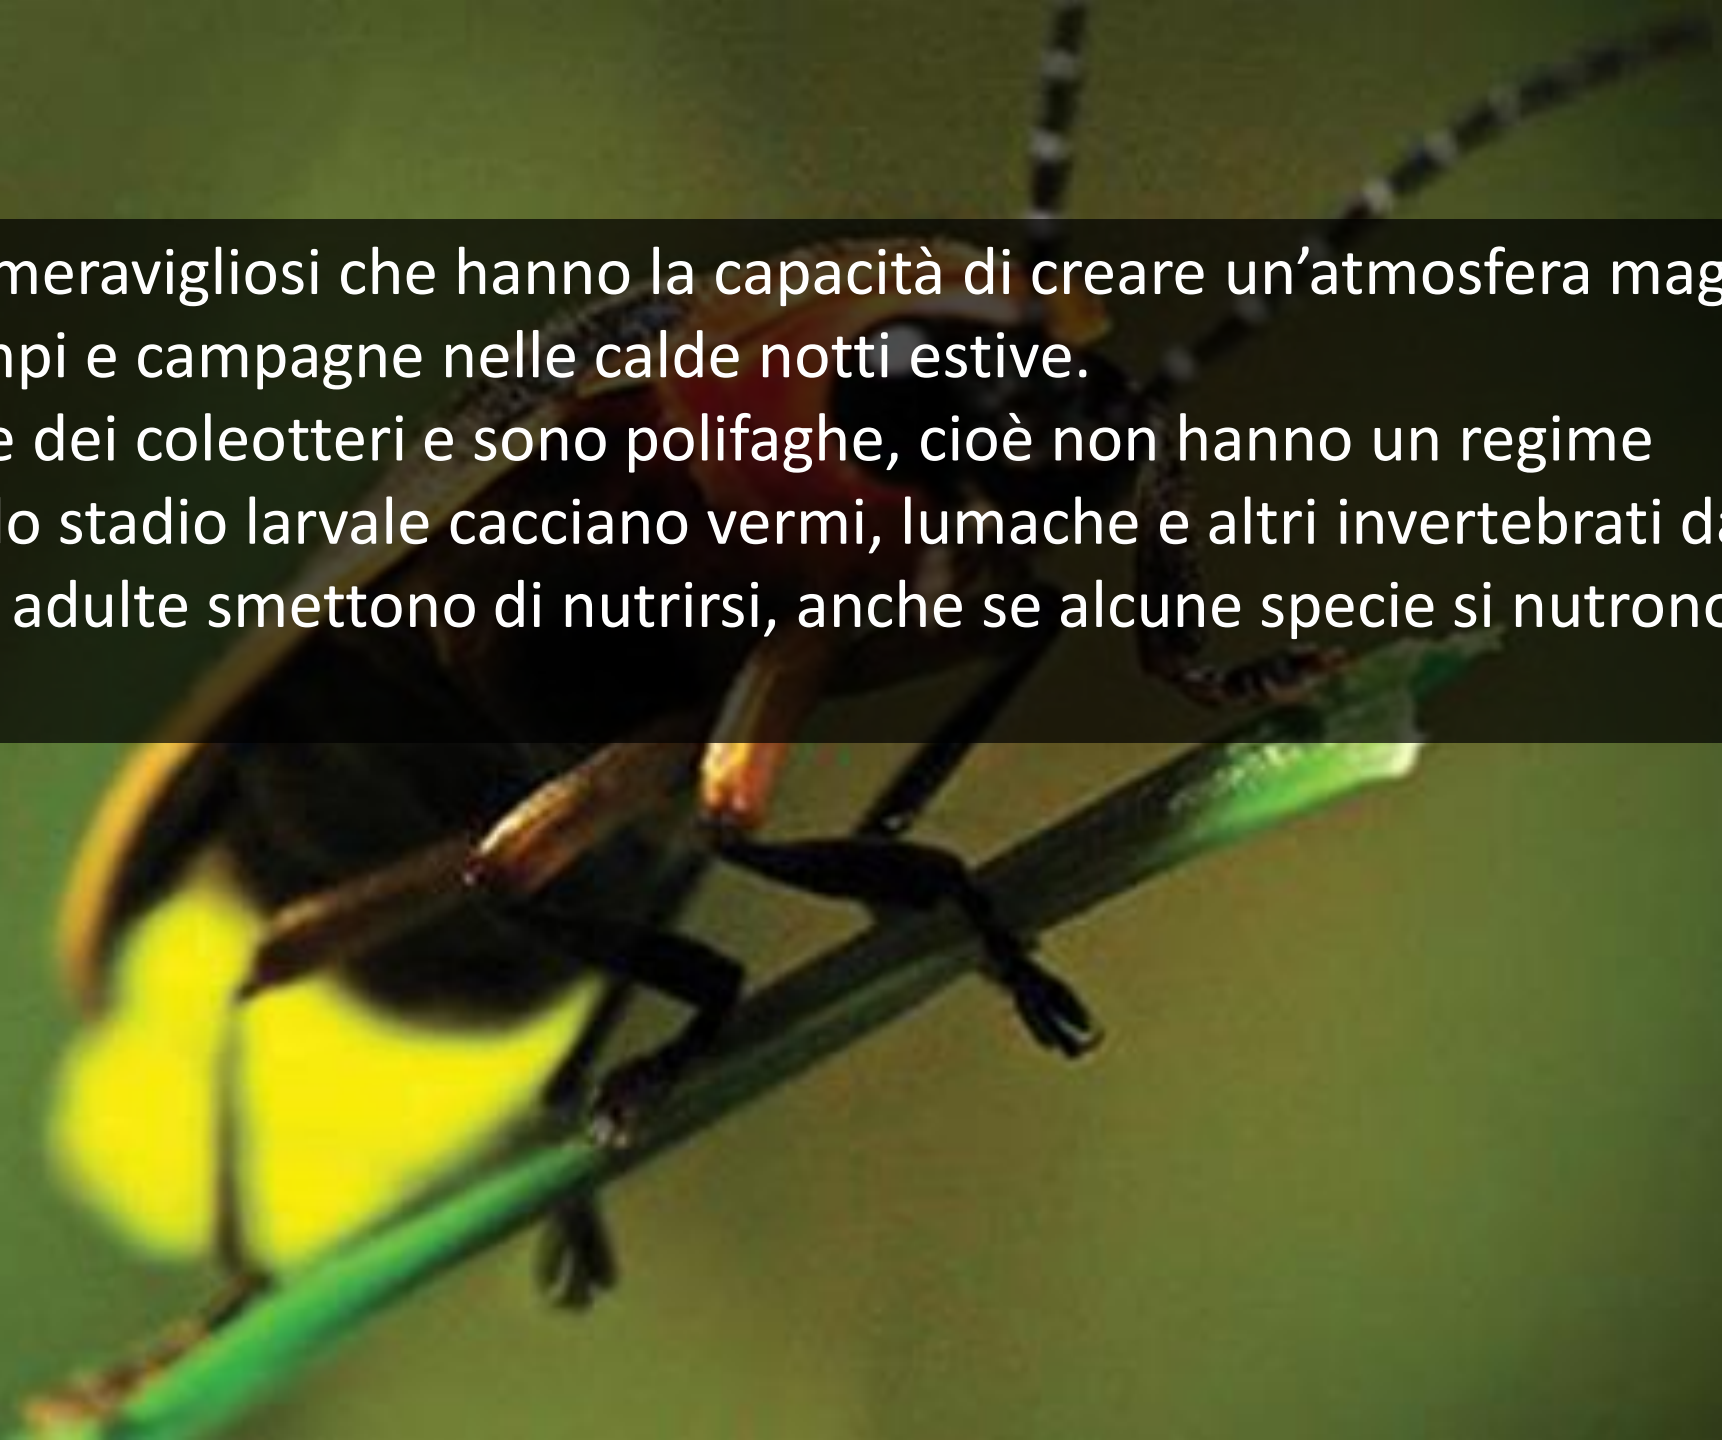 meravigliosi che hanno la capacità di creare un’atmosfera mag
npi e campagne nelle calde notti estive.
e dei coleotteri e sono polifaghe, cioè non hanno un regime
lo stadio larvale cacciano vermi, lumache e altri invertebrati da
adulte smettono di nutrirsi, anche se alcune specie si nutrono